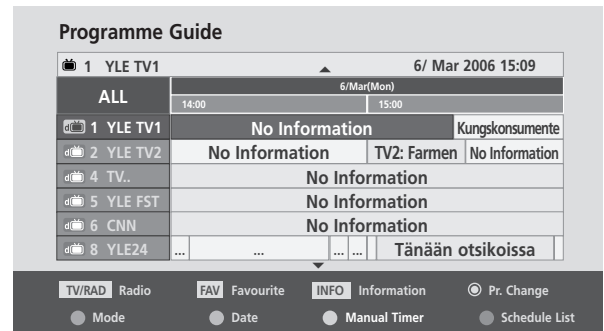 Programme Guide
1 YLE TV1 6/ Mar 2006 15:09
ALL 6/Mar(Mon)
14:00 15:00
1 YLE TV1 No Information Kungskonsumente
2 YLE TV2 No Information TV2: Farmen No Information
4 TV.. No Information
5 YLE FST No Information
6 CNN No Information
8 YLE24 ... ... ... ... Tänään otsikoissa
TV/RAD Radio FAV Favourite INFO Information Pr. Change
Mode Date Manual Timer Schedule List